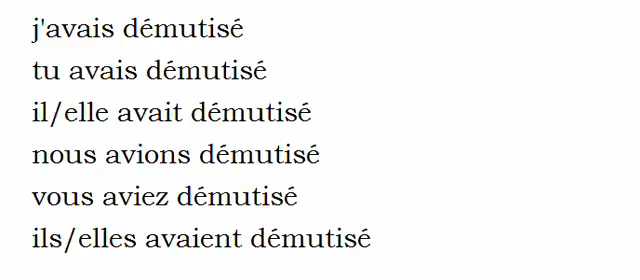 j'avais démutisé
tu avais démutisé
il/elle avait démutisé
nous avions démutisé
vous aviez démutisé
ils/elles avaient démutisé